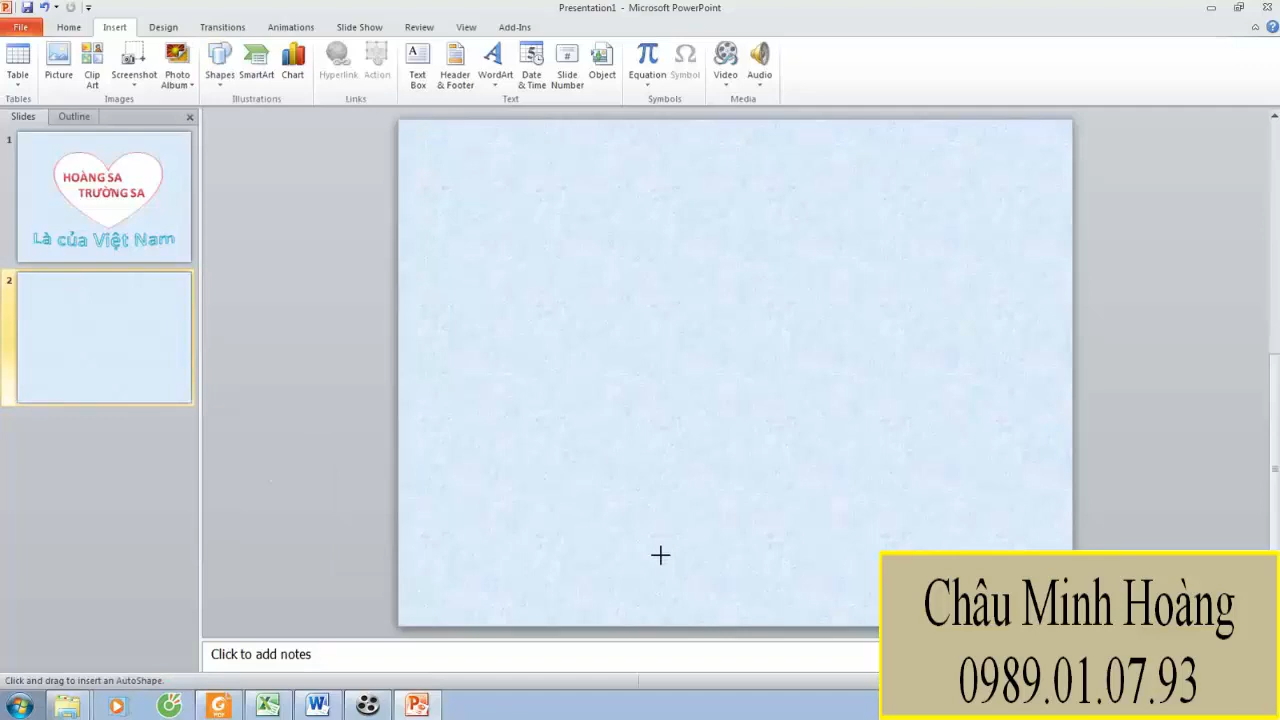 Presentation1 - Microsoft PowerPoint
File Home Insert Design Transitions Animations Slide Show Review View Add-Ins
Table Picture Clip Art Screenshot Photo Album Shapes SmartArt Chart Hyperlink Action Text Box Header & Footer WordArt Date & Time Slide Number Object Equation Symbol Video Audio
Tables Images Illustrations Links Text Symbols Media
Slides Outline
1
HOÀNG SA
TRƯỜNG SA
Là của Việt Nam
2
Click to add notes
Click and drag to insert an AutoShape.
Châu Minh Hoàng
0989.01.07.93